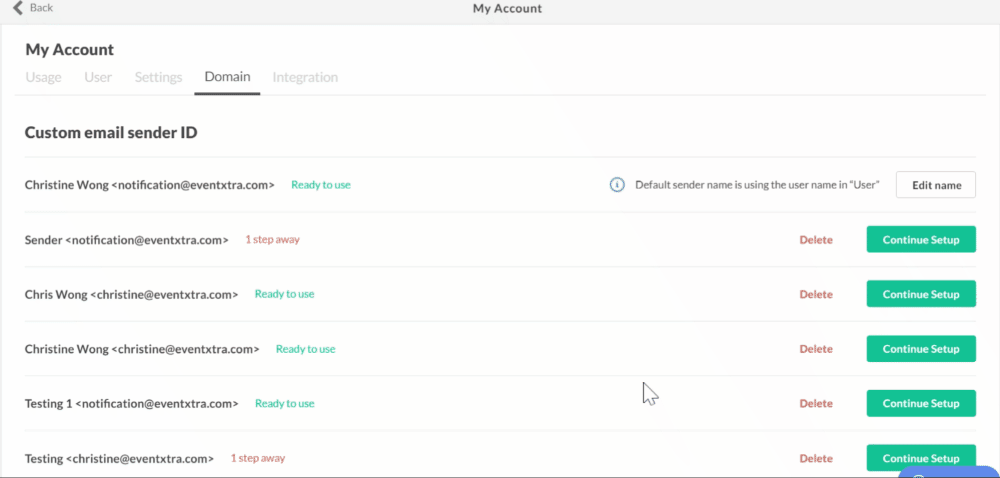 Back
My Account
My Account
Usage User Settings Domain Integration
Custom email sender ID
Christine Wong <notification@eventxtra.com> Ready to use Default sender name is using the user name in "User" Edit name
Sender <notification@eventxtra.com> 1 step away Delete Continue Setup
Chris Wong <christine@eventxtra.com> Ready to use Delete Continue Setup
Christine Wong <christine@eventxtra.com> Ready to use Delete Continue Setup
Testing 1 <notification@eventxtra.com> Ready to use Delete Continue Setup
Testing <christine@eventxtra.com> 1 step away Delete Continue Setup